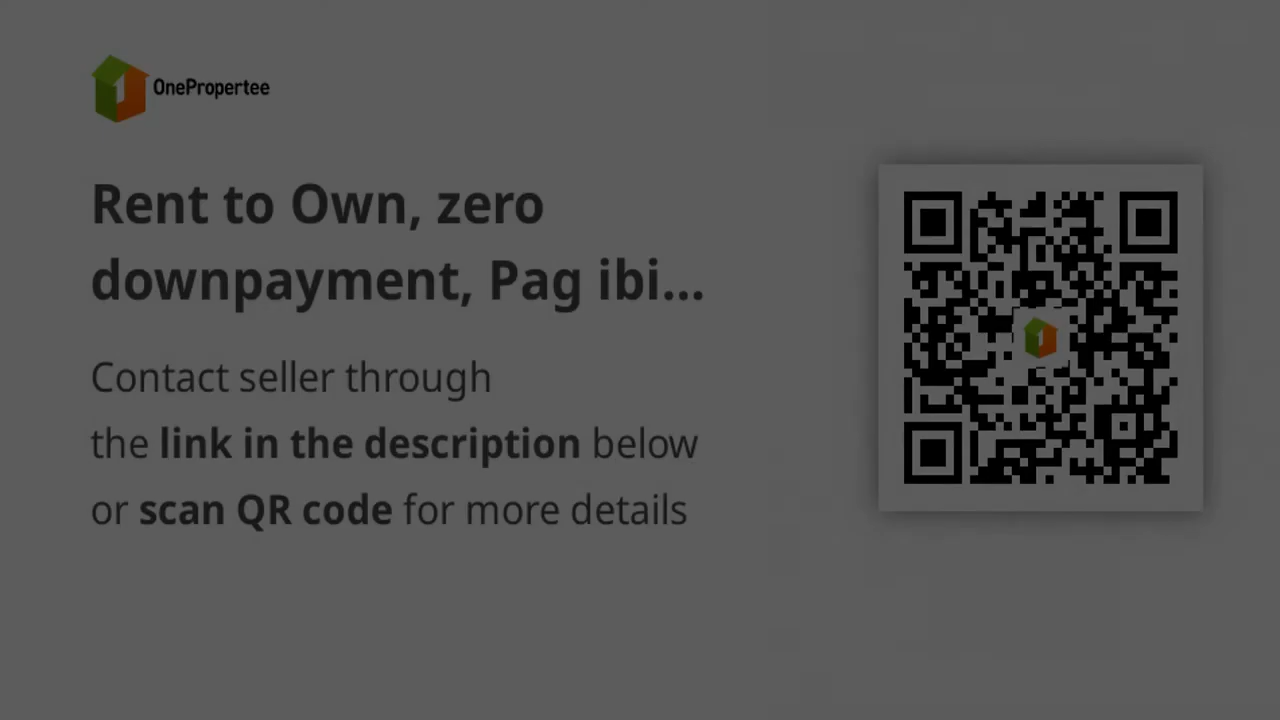 OnePropertee
Rent to Own, zero
downpayment, Pag ibi...
Contact seller through
the link in the description below
or scan QR code for more details